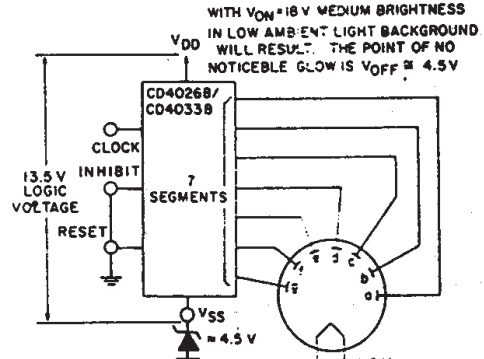 WITH VON=18 V MEDIUM BRIGHTNESS
IN LOW AMBIENT LIGHT BACKGROUND
WILL RESULT. THE POINT OF NO
NOTICEBLE GLOW IS VOFF ≅ 4.5V
VDD
CD4026B/
CD4033B
CLOCK
INHIBIT
13.5 V
LOGIC
VOLTAGE
7
SEGMENTS
RESET
f
e
d
c
b
a
g
VSS
≈ 4.5 V